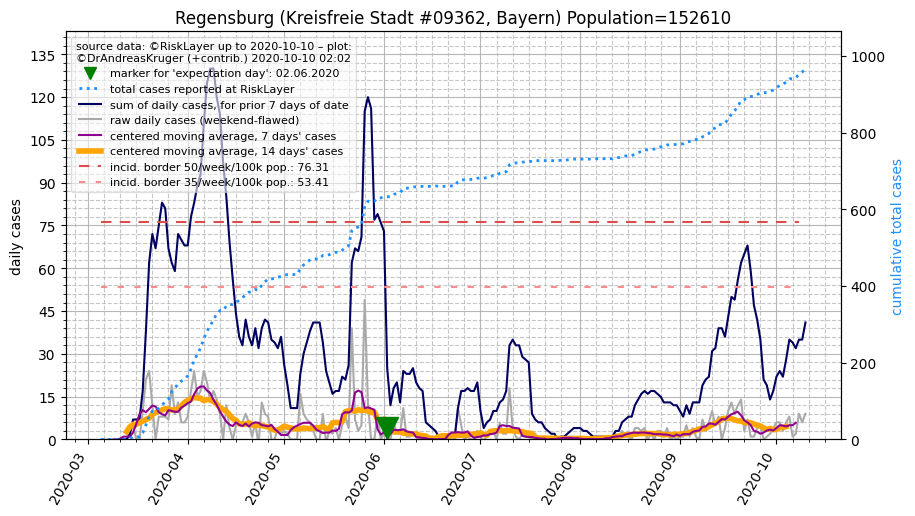 Regensburg (Kreisfreie Stadt #09362, Bayern) Population=152610
source data: ©RiskLayer up to 2020-10-10 – plot:
©DrAndreasKruger (+contrib.) 2020-10-10 02:02
marker for 'expectation day': 02.06.2020
total cases reported at RiskLayer
sum of daily cases, for prior 7 days of date
raw daily cases (weekend-flawed)
centered moving average, 7 days' cases
centered moving average, 14 days' cases
incid. border 50/week/100k pop.: 76.31
incid. border 35/week/100k pop.: 53.41
daily cases
135
120
105
90
75
60
45
30
15
0
cumulative total cases
1000
800
600
400
200
0
2020-03
2020-04
2020-05
2020-06
2020-07
2020-08
2020-09
2020-10